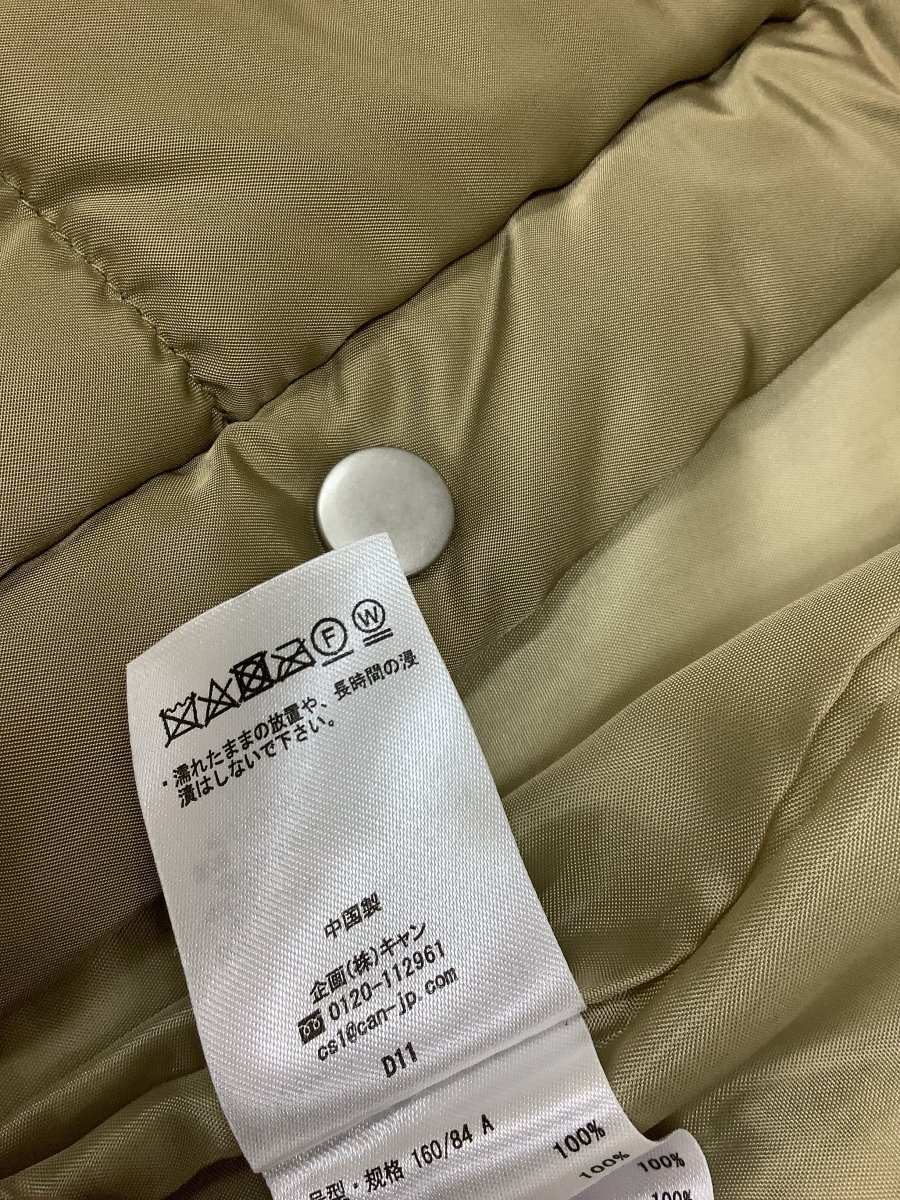 F W
・濡れたままの放置や、長時間の浸
漬はしないで下さい。
中国製
企画(株)キャン
0120-112961
cs1@can-jp.com
D11
号型・规格 160/84 A
100%
100%
100%
100%